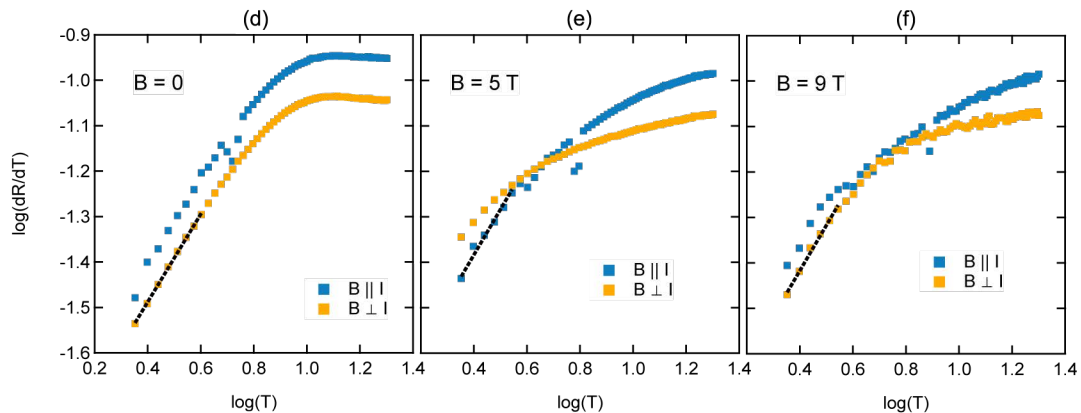 (d)
(e)
(f)
log(dR/dT)
-0.9
-1.0
-1.1
-1.2
-1.3
-1.4
-1.5
-1.6
B = 0
B = 5 T
B = 9 T
B || I
B ⊥ I
B || I
B ⊥ I
B || I
B ⊥ I
0.2 0.4 0.6 0.8 1.0 1.2 1.4
0.4 0.6 0.8 1.0 1.2 1.4
0.4 0.6 0.8 1.0 1.2 1.4
log(T)
log(T)
log(T)